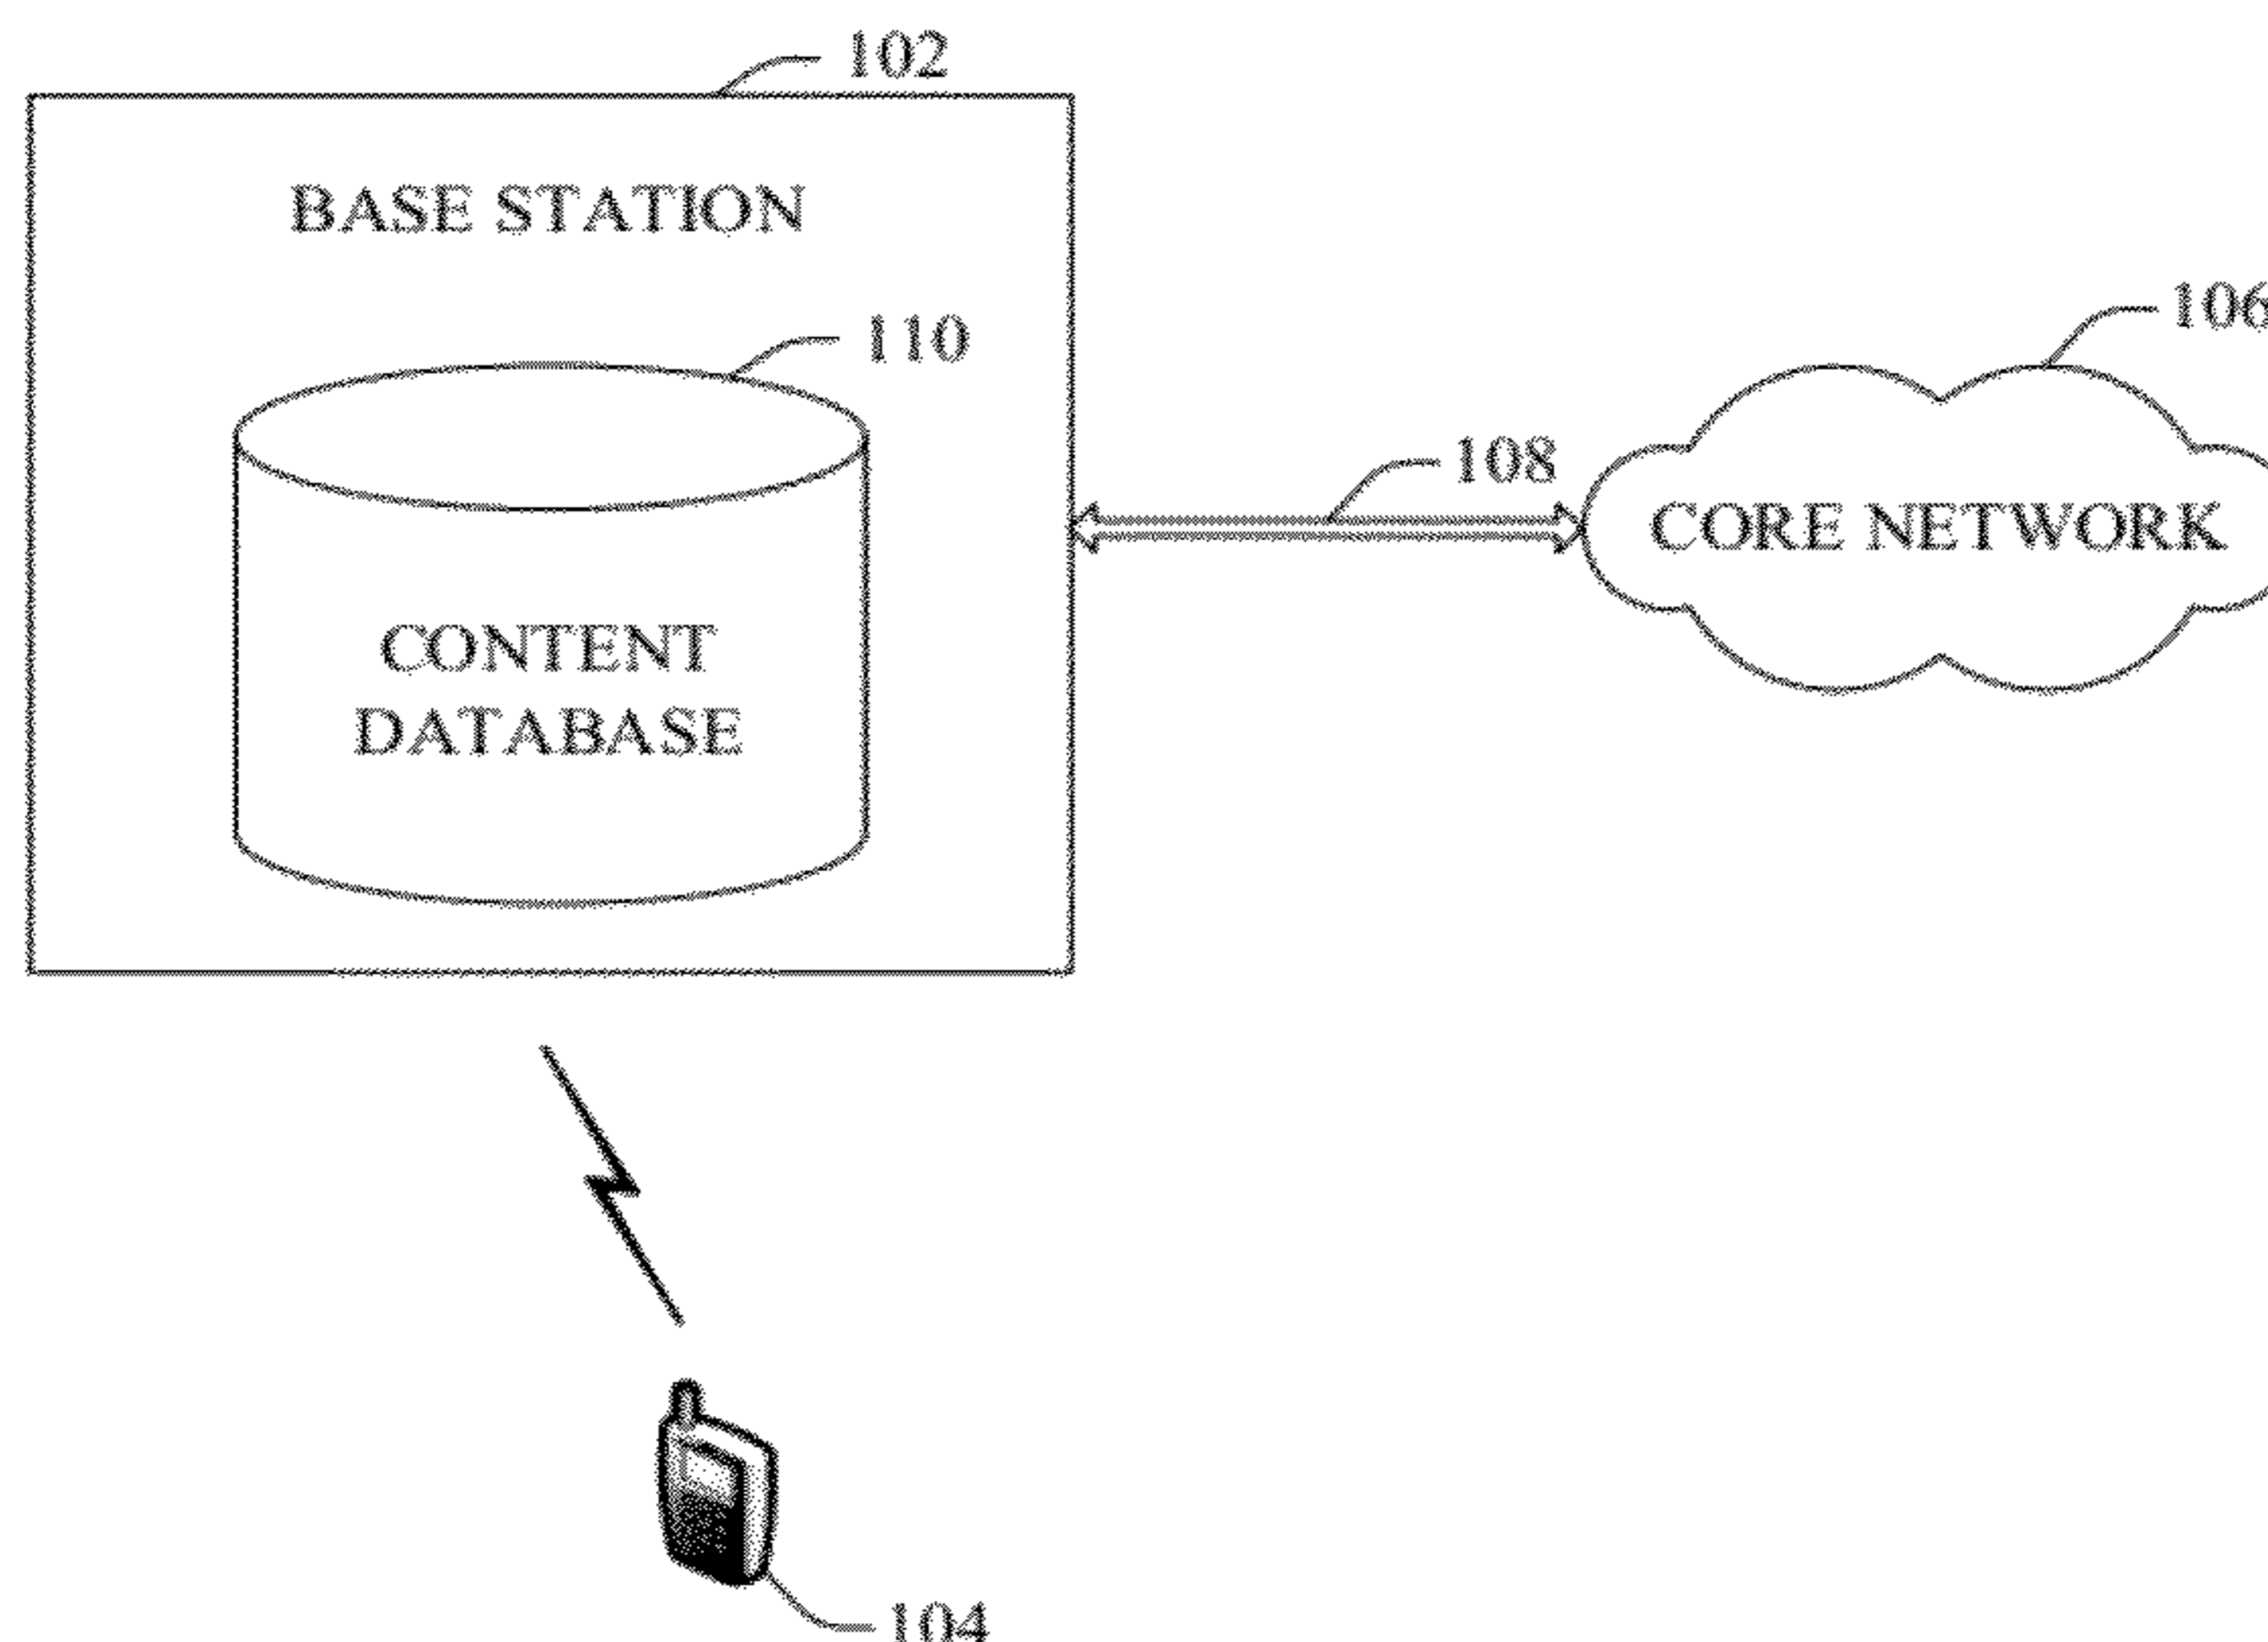 102
BASE STATION
110
106
108
CORE NETWORK
CONTENT
DATABASE
104